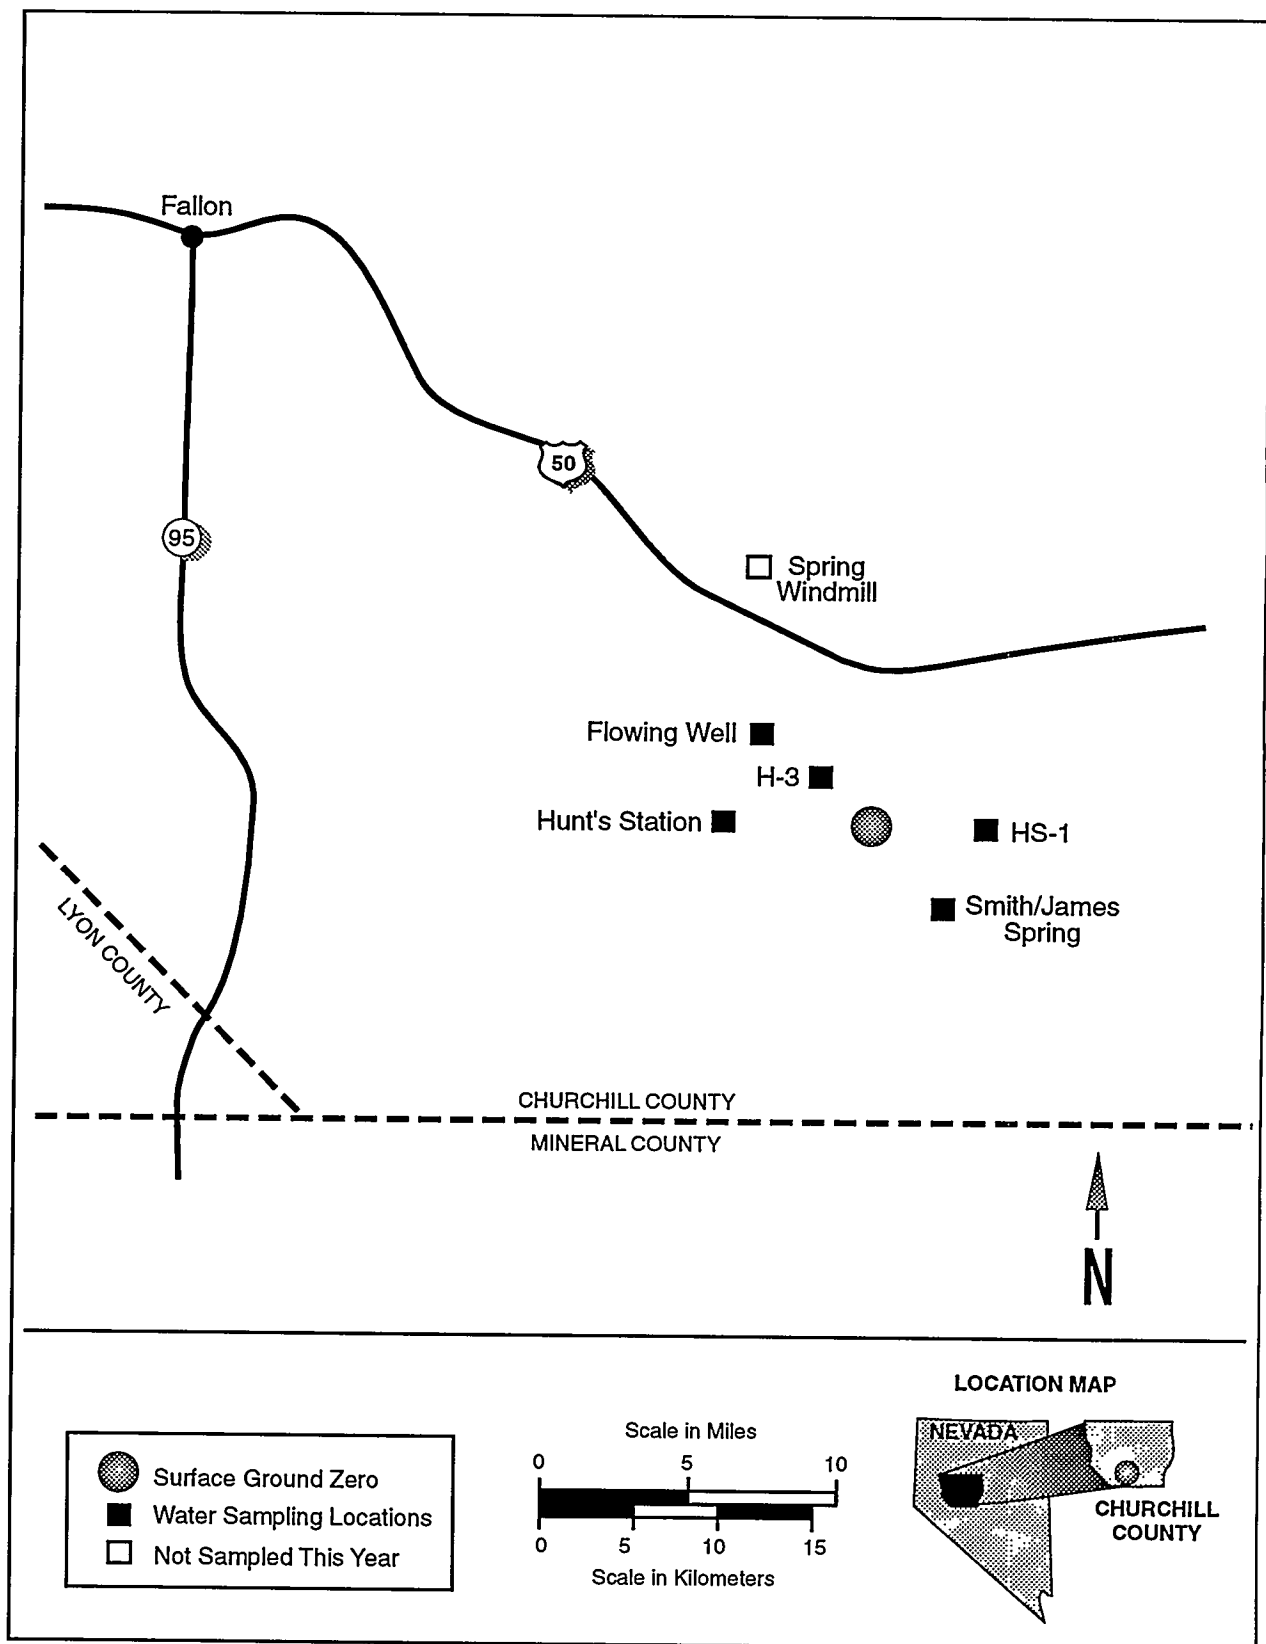 Fallon
50
95
Spring
Windmill
Flowing Well
H-3
Hunt's Station
HS-1
Smith/James
Spring
LYON COUNTY
CHURCHILL COUNTY
MINERAL COUNTY
N
LOCATION MAP
NEVADA
CHURCHILL
COUNTY
Scale in Miles
0 5 10
0 5 10 15
Scale in Kilometers
Surface Ground Zero
Water Sampling Locations
Not Sampled This Year